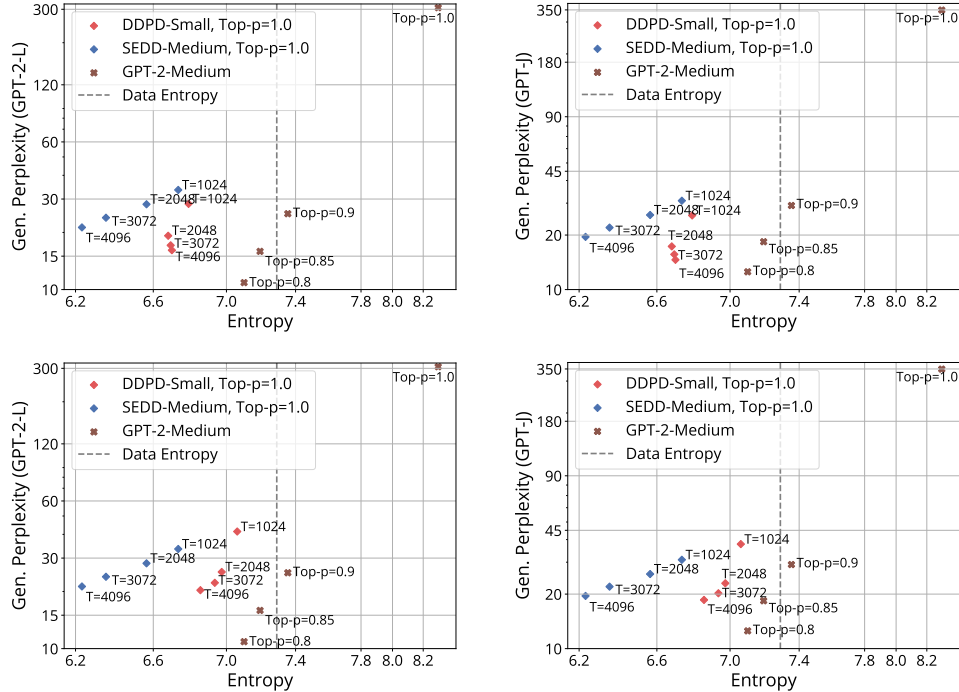 Gen. Perplexity (GPT-2-L)
300
120
60
30
15
10
DDPD-Small, Top-p=1.0
SEDD-Medium, Top-p=1.0
GPT-2-Medium
Data Entropy
Top-p=1.0
T=1024
T=2048
T=1024
T=3072
T=4096
T=2048
T=3072
T=4096
Top-p=0.9
Top-p=0.85
Top-p=0.8
6.2 6.6 7.0 7.4 7.8 8.0 8.2
Entropy
Gen. Perplexity (GPT-J)
350
180
90
45
20
10
DDPD-Small, Top-p=1.0
SEDD-Medium, Top-p=1.0
GPT-2-Medium
Data Entropy
Top-p=1.0
T=1024
T=2048
T=1024
T=3072
T=4096
T=2048
T=3072
T=4096
Top-p=0.9
Top-p=0.85
Top-p=0.8
6.2 6.6 7.0 7.4 7.8 8.0 8.2
Entropy
Gen. Perplexity (GPT-2-L)
300
120
60
30
15
10
DDPD-Small, Top-p=1.0
SEDD-Medium, Top-p=1.0
GPT-2-Medium
Data Entropy
Top-p=1.0
T=1024
T=1024
T=2048
T=2048
T=3072
T=3072
T=4096
T=4096
Top-p=0.9
Top-p=0.85
Top-p=0.8
6.2 6.6 7.0 7.4 7.8 8.0 8.2
Entropy
Gen. Perplexity (GPT-J)
350
180
90
45
20
10
DDPD-Small, Top-p=1.0
SEDD-Medium, Top-p=1.0
GPT-2-Medium
Data Entropy
Top-p=1.0
T=1024
T=1024
T=2048
T=2048
T=3072
T=3072
T=4096
T=4096
Top-p=0.9
Top-p=0.85
Top-p=0.8
6.2 6.6 7.0 7.4 7.8 8.0 8.2
Entropy